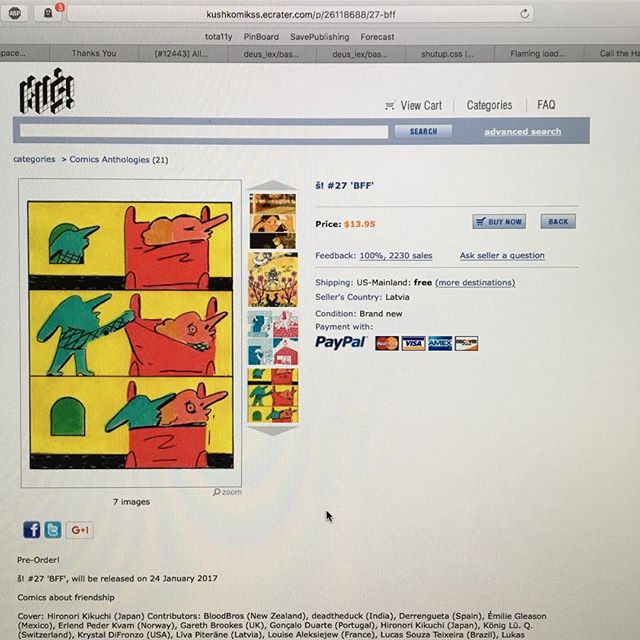 ABP
3
kushkomikss.ecrater.com/p/26118688/27-bff
tota11y PinBoard SavePublishing Forecast
pace... Thanks You [#12443] All... deus_lex/bas... deus_lex/bas... shutup.css |... Flaming load... Call the Ha
kuš!
View Cart Categories FAQ
SEARCH advanced search
categories > Comics Anthologies (21)
š! #27 'BFF'
Price: $13.95 BUY NOW BACK
Feedback: 100%, 2230 sales Ask seller a question
Shipping: US-Mainland: free (more destinations)
Seller's Country: Latvia
Condition: Brand new
Payment with:
PayPal MasterCard VISA AMEX DISCOVER
zoom
7 images
f t G+1
Pre-Order!
š! #27 'BFF', will be released on 24 January 2017
Comics about friendship
Cover: Hironori Kikuchi (Japan) Contributors: BloodBros (New Zealand), deadtheduck (India), Derrengueta (Spain), Émilie Gleason
(Mexico), Erlend Peder Kvam (Norway), Gareth Brookes (UK), Gonçalo Duarte (Portugal), Hironori Kikuchi (Japan), König Lü. Q.
(Switzerland), Krystal DiFronzo (USA), Līva Piterāne (Latvia), Louise Aleksiejew (France), Lucas Souza Teixeira (Brazil), Lukas